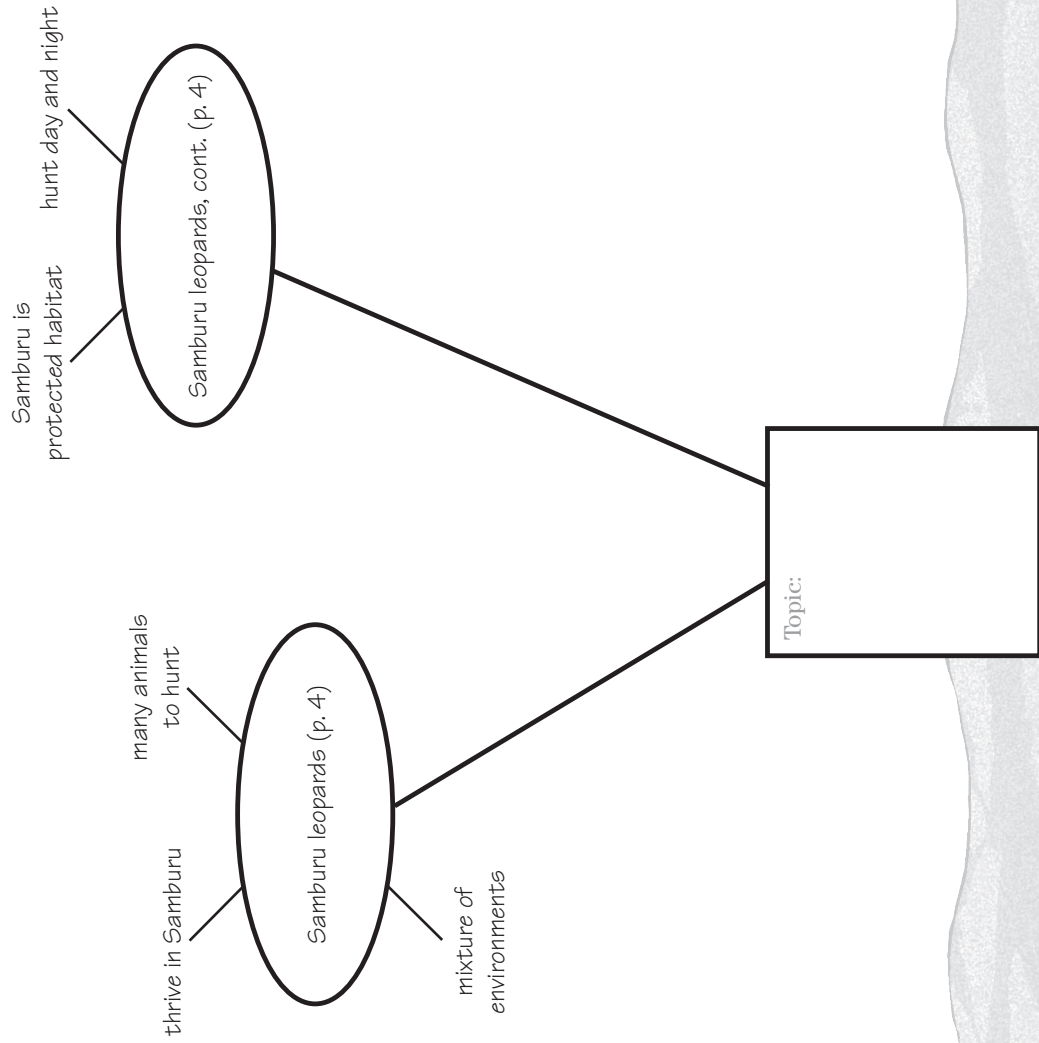 thrive in Samburu
many animals
to hunt
Samburu leopards (p. 4)
mixture of
environments
Samburu is
protected habitat
hunt day and night
Samburu leopards, cont. (p. 4)
Topic: